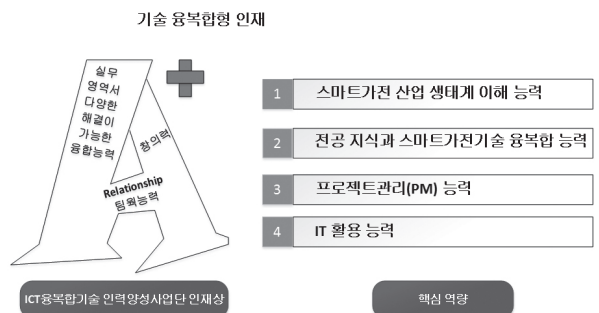 기술 융복합형 인재
실무
영역서
다양한
해결이
가능한
융합능력
창의력
Relationship
팀웍능력
1 스마트가전 산업 생태계 이해 능력
2 전공 지식과 스마트가전기술 융복합 능력
3 프로젝트관리(PM) 능력
4 IT 활용 능력
ICT융복합기술 인력양성사업단 인재상
핵심 역량